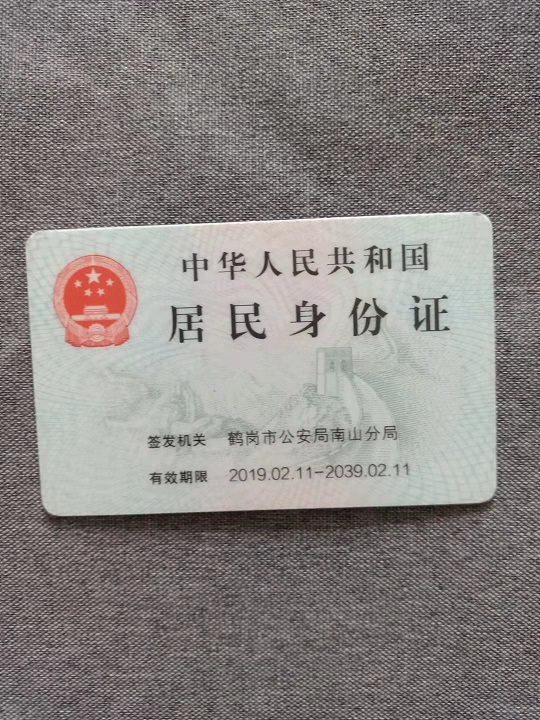 中华人民共和国
居民身份证
签发机关 鹤岗市公安局南山分局
有效期限 2019.02.11-2039.02.11